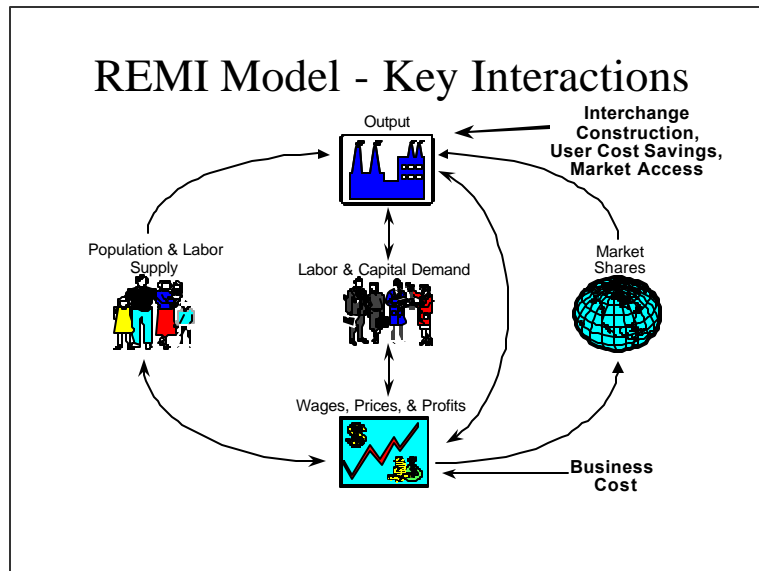 REMI Model - Key Interactions
Output
Interchange
Construction,
User Cost Savings,
Market Access
Population & Labor
Supply
Labor & Capital Demand
Market
Shares
Wages, Prices, & Profits
$
Business
Cost